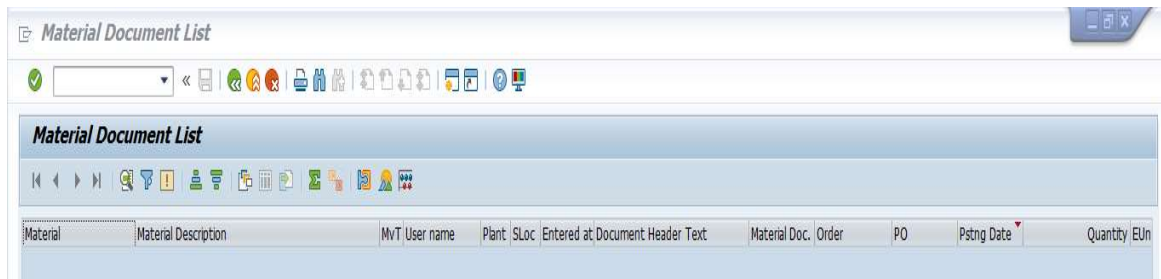 Material Document List
Material Document List
Material Material Description MvT User name Plant SLoc Entered at Document Header Text Material Doc. Order PO Pstng Date Quantity EUn